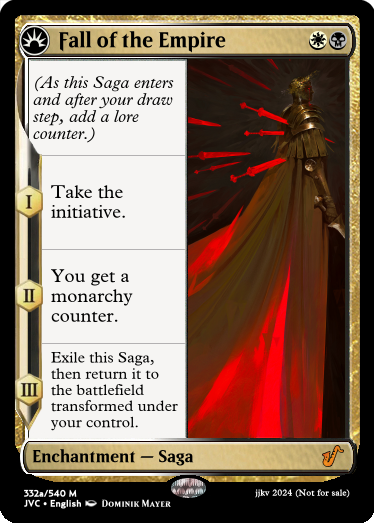 Fall of the Empire
(As this Saga enters
and after your draw
step, add a lore
counter.)
I
Take the
initiative.
II
You get a
monarchy
counter.
III
Exile this Saga,
then return it to
the battlefield
transformed under
your control.
Enchantment — Saga
332a/540 M
jjkv 2024 (Not for sale)
JVC • English DOMINIK MAYER